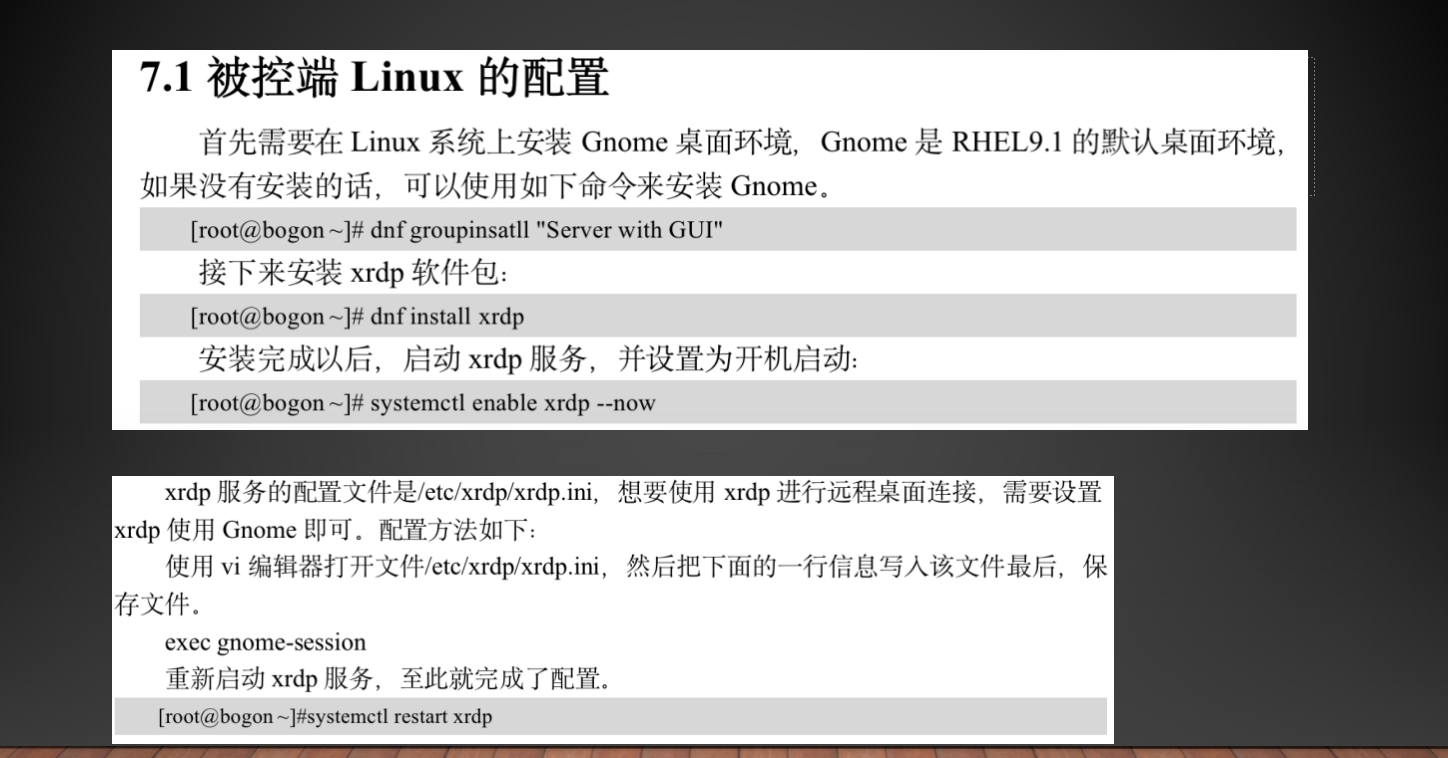 7.1 被控端 Linux 的配置
首先需要在 Linux 系统上安装 Gnome 桌面环境，Gnome 是 RHEL9.1 的默认桌面环境，
如果没有安装的话，可以使用如下命令来安装 Gnome。
[root@bogon ~]# dnf groupinsatll "Server with GUI"
接下来安装 xrdp 软件包：
[root@bogon ~]# dnf install xrdp
安装完成以后，启动 xrdp 服务，并设置为开机启动：
[root@bogon ~]# systemctl enable xrdp --now
xrdp 服务的配置文件是/etc/xrdp/xrdp.ini，想要使用 xrdp 进行远程桌面连接，需要设置
xrdp 使用 Gnome 即可。配置方法如下：
使用 vi 编辑器打开文件/etc/xrdp/xrdp.ini，然后把下面的一行信息写入该文件最后，保
存文件。
exec gnome-session
重新启动 xrdp 服务，至此就完成了配置。
[root@bogon ~]#systemctl restart xrdp